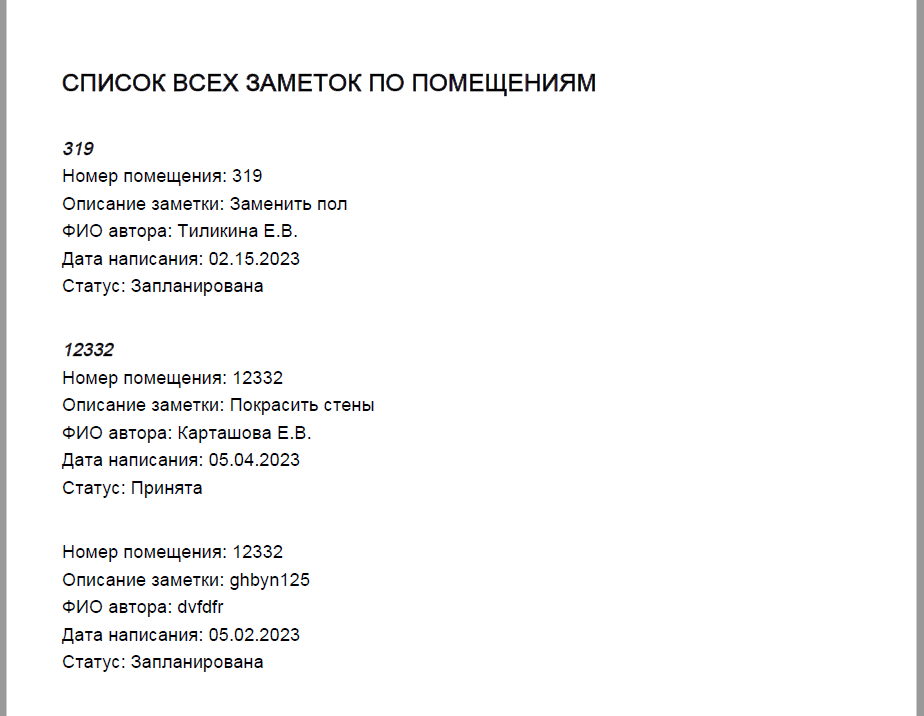 СПИСОК ВСЕХ ЗАМЕТОК ПО ПОМЕЩЕНИЯМ
319
Номер помещения: 319
Описание заметки: Заменить пол
ФИО автора: Тиликина Е.В.
Дата написания: 02.15.2023
Статус: Запланирована
12332
Номер помещения: 12332
Описание заметки: Покрасить стены
ФИО автора: Карташова Е.В.
Дата написания: 05.04.2023
Статус: Принята
Номер помещения: 12332
Описание заметки: ghbyn125
ФИО автора: dvfdfr
Дата написания: 05.02.2023
Статус: Запланирована